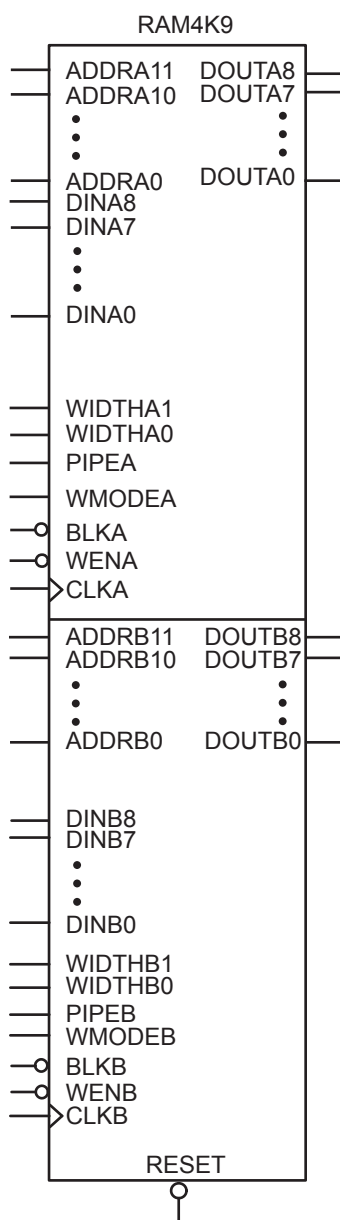 RAM4K9
ADDRA11 DOUTA8
ADDRA10 DOUTA7
ADDRA0 DOUTA0
DINA8
DINA7
DINA0
WIDTHA1
WIDTHA0
PIPEA
WMODEA
BLKA
WENA
CLKA
ADDRB11 DOUTB8
ADDRB10 DOUTB7
ADDRB0 DOUTB0
DINB8
DINB7
DINB0
WIDTHB1
WIDTHB0
PIPEB
WMODEB
BLKB
WENB
CLKB
RESET